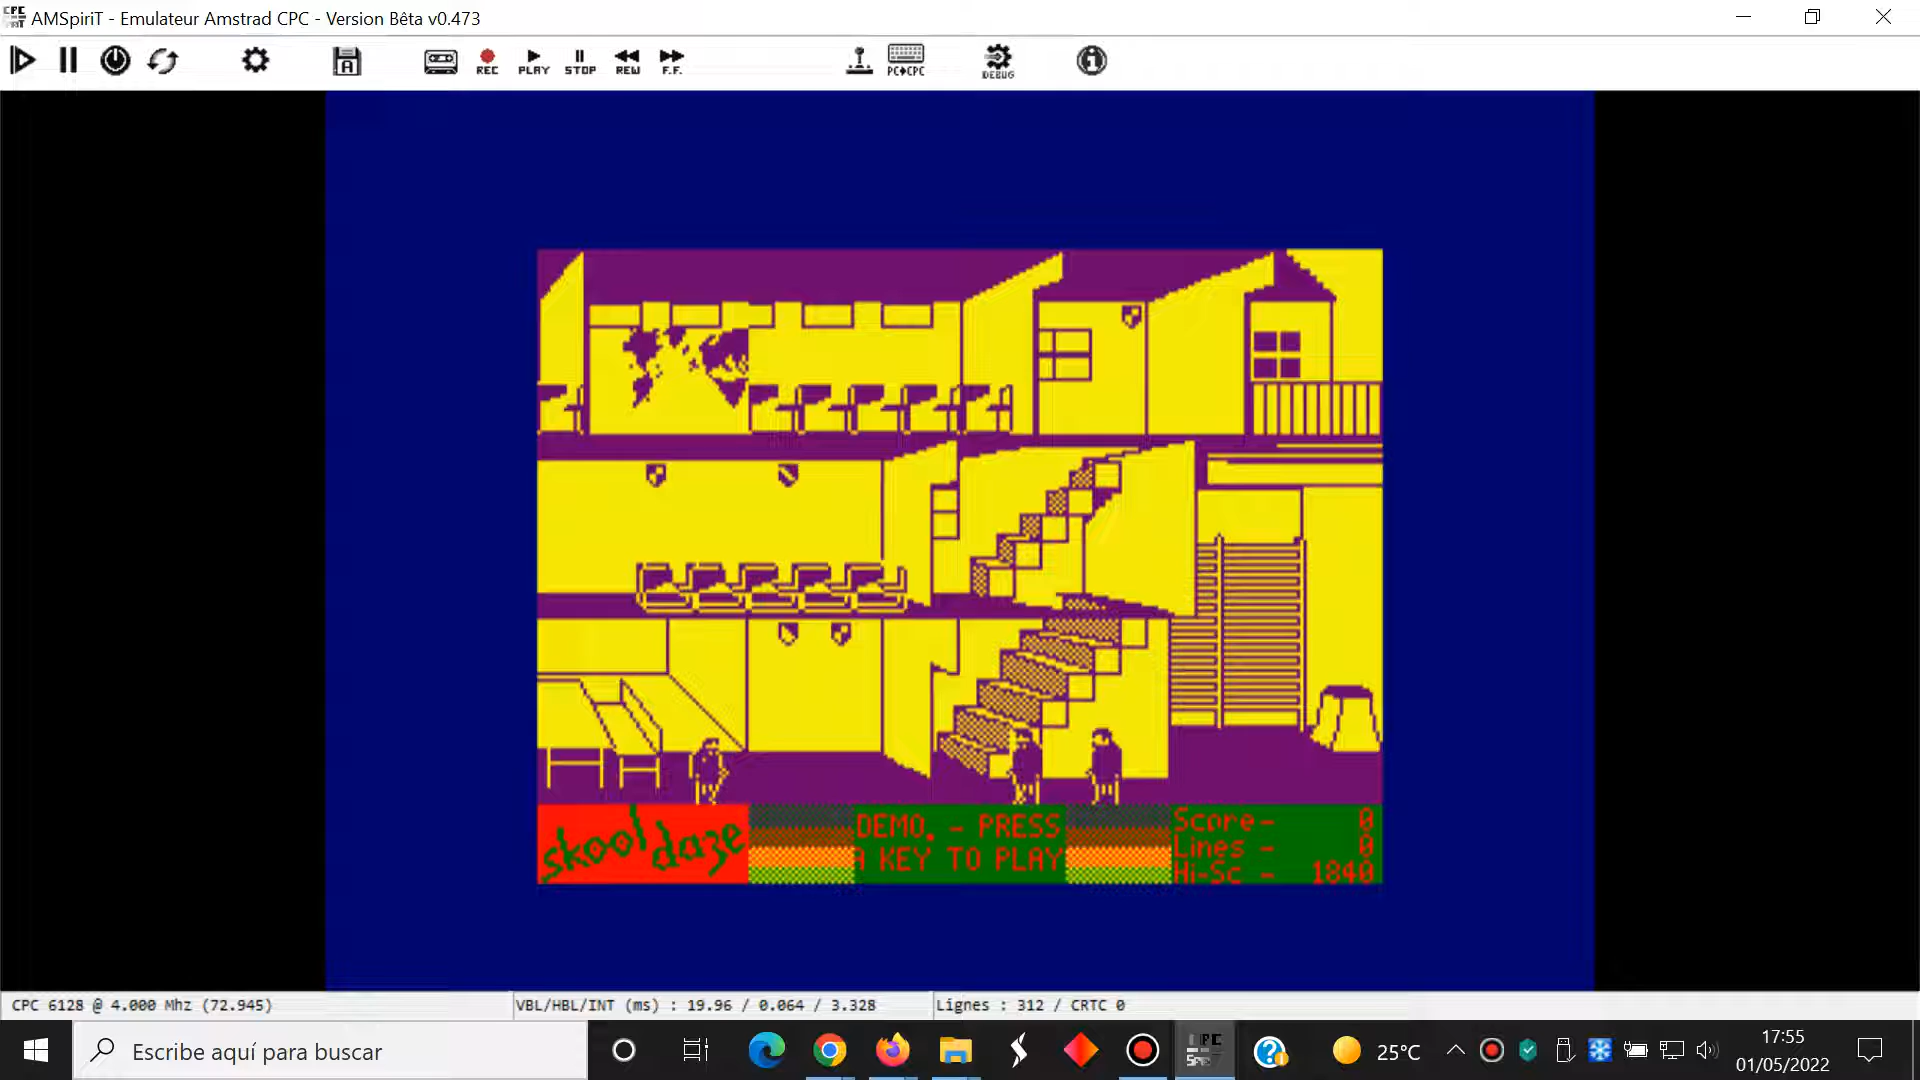 AMSpiriT - Emulateur Amstrad CPC - Version Bêta v0.473
REC PLAY STOP REW F.F. PC➔CPC DEBUG
skool daze
DEMO. - PRESS
A KEY TO PLAY
Score- 0
Lines - 0
Hi-Sc - 1840
CPC 6128 @ 4.000 Mhz (72.945) VBL/HBL/INT (ms) : 19.96 / 0.064 / 3.328 Lignes : 312 / CRTC 0
Escribe aquí para buscar
25°C
17:55
01/05/2022